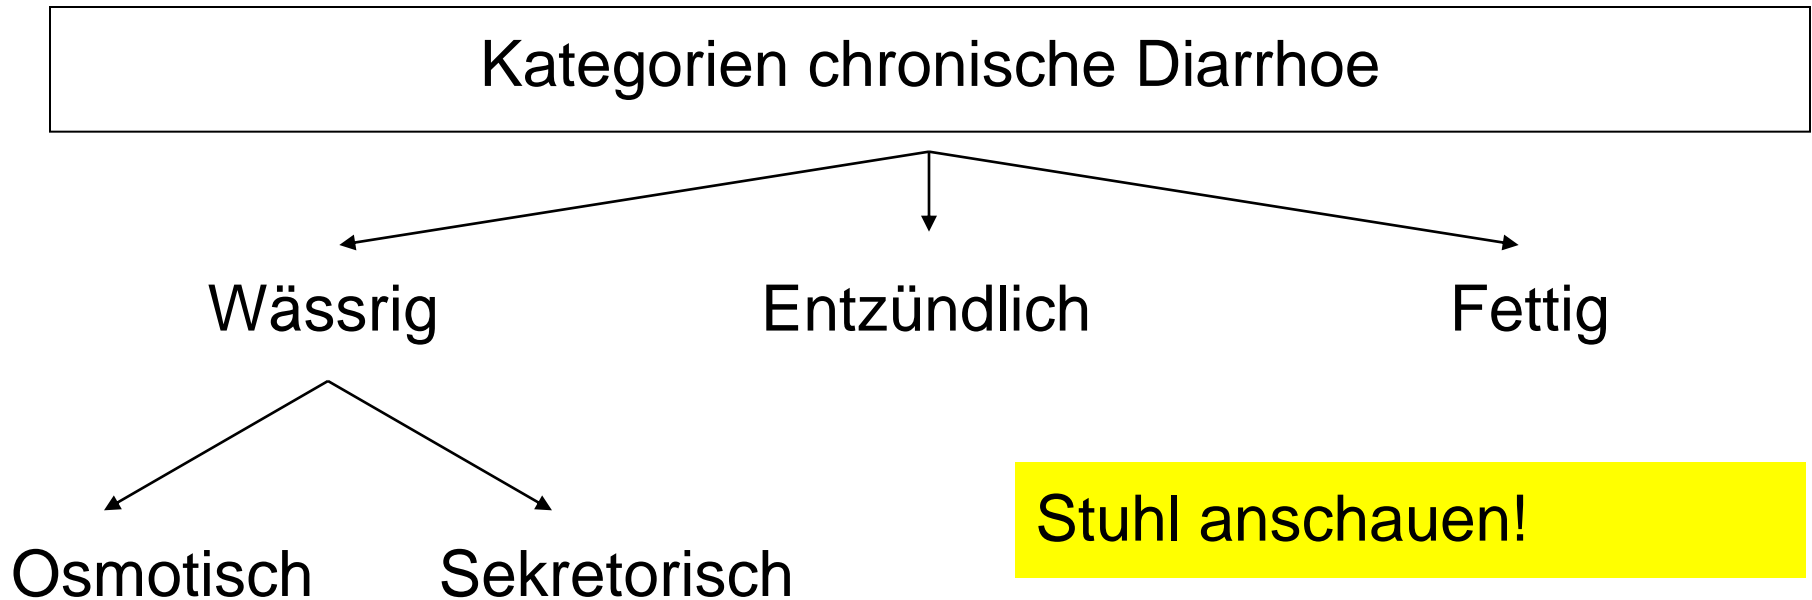 Kategorien chronische Diarrhoe
Wässrig
Entzündlich
Fettig
Stuhl anschauen!
Osmotisch
Sekretorisch